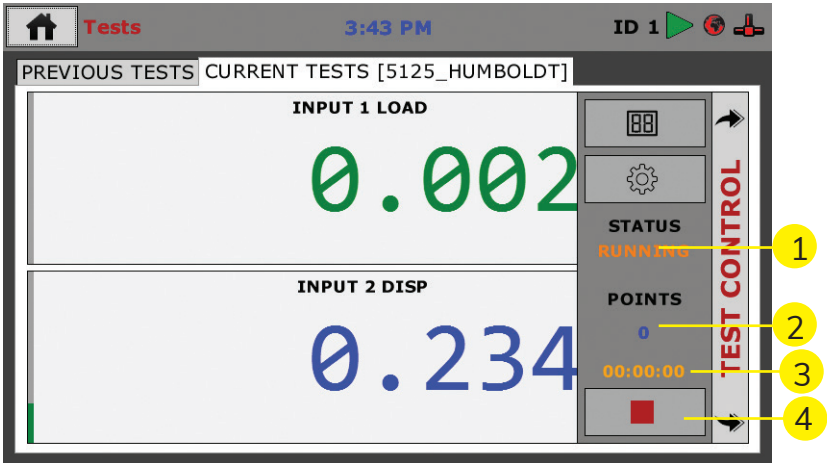 Tests 3:43 PM ID 1
PREVIOUS TESTS CURRENT TESTS [5125_HUMBOLDT]
INPUT 1 LOAD
0.002
INPUT 2 DISP
0.234
88
STATUS
RUNNING
POINTS
0
00:00:00
TEST CONTROL
1
2
3
4